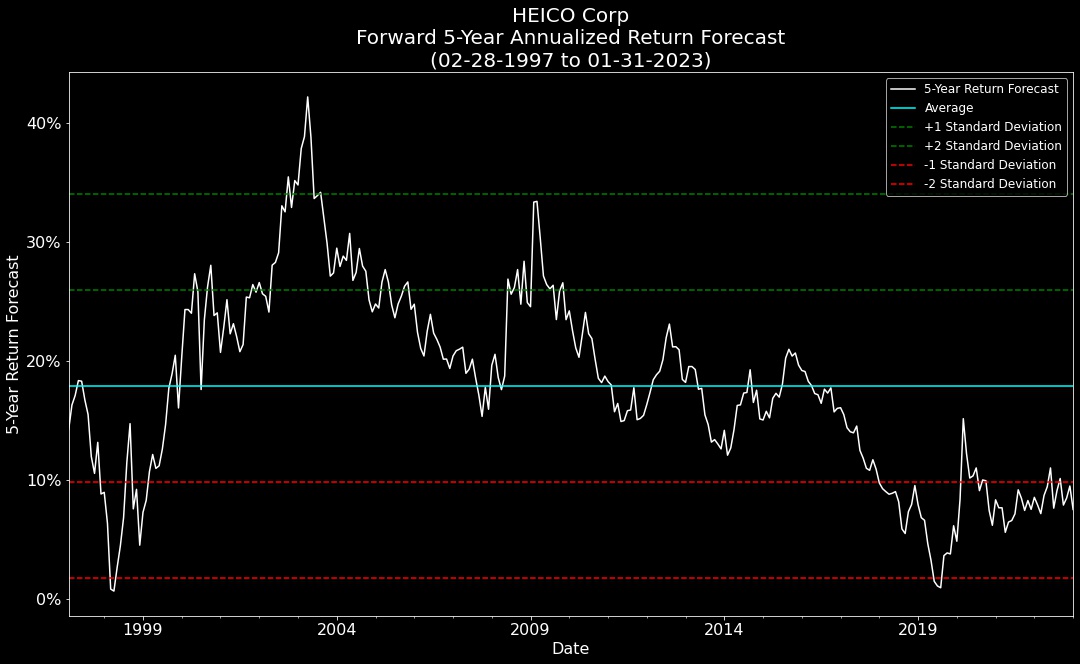 HEICO Corp
Forward 5-Year Annualized Return Forecast
(02-28-1997 to 01-31-2023)
5-Year Return Forecast
Average
+1 Standard Deviation
+2 Standard Deviation
-1 Standard Deviation
-2 Standard Deviation
5-Year Return Forecast
40%
30%
20%
10%
0%
1999
2004
2009
2014
2019
Date